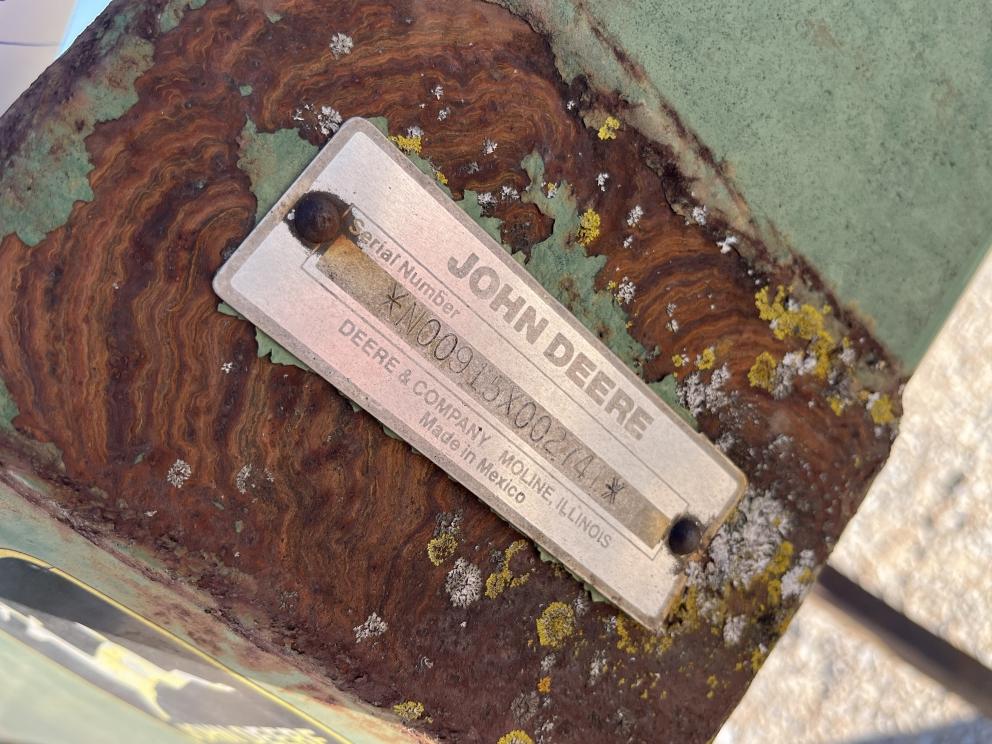 JOHN DEERE
Serial Number
*N00915X002741*
DEERE & COMPANY MOLINE, ILLINOIS
Made in Mexico